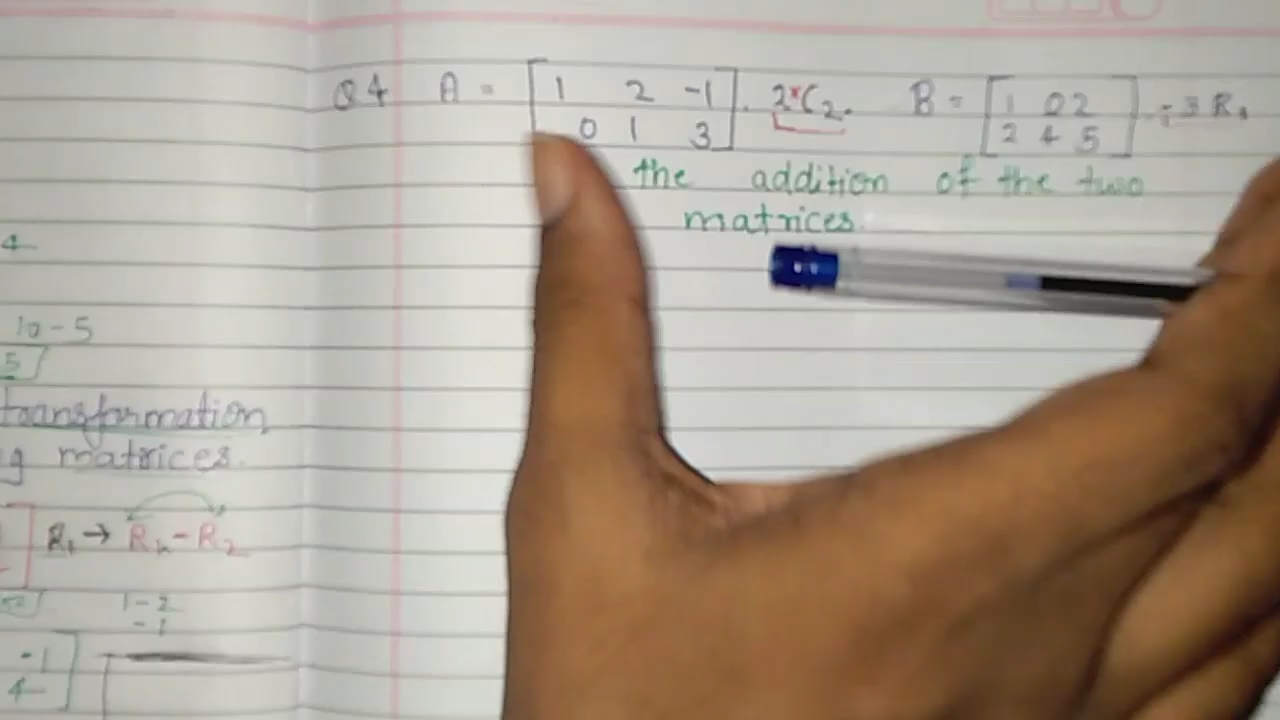 Q4 A = [1 2 -1 . 2*C2. B = [1 0 2 . -3 R1
0 1 3] 2 4 5]
the addition of the two
matrices.
4
10-5
5
transformation
g matrices.
R1 → Rn-R2
1-2
-1
-1
4